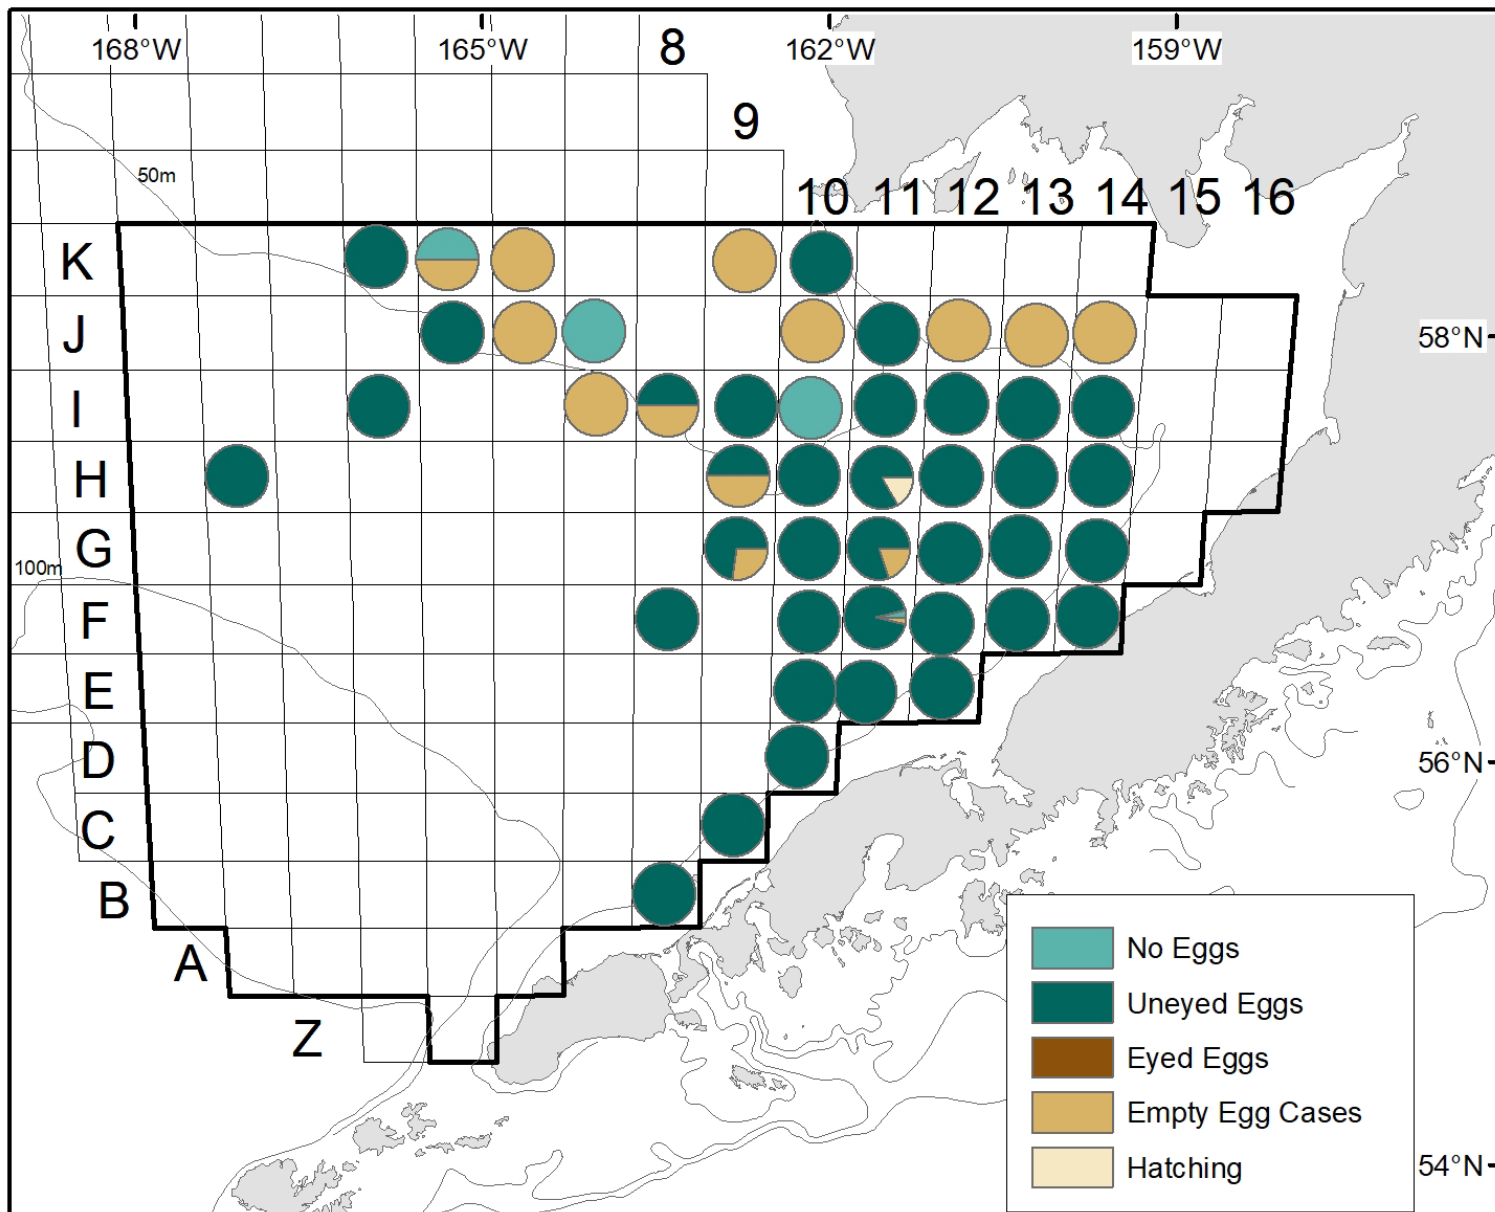 168°W 165°W 8 162°W 159°W
9
50m
10 11 12 13 14 15 16
K
J 58°N
I
H
G
100m
F
E
D 56°N
C
B
A
Z
No Eggs
Uneyed Eggs
Eyed Eggs
Empty Egg Cases
Hatching
54°N